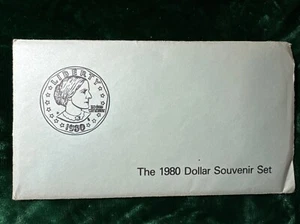 LIBERTY
1980
The 1980 Dollar Souvenir Set